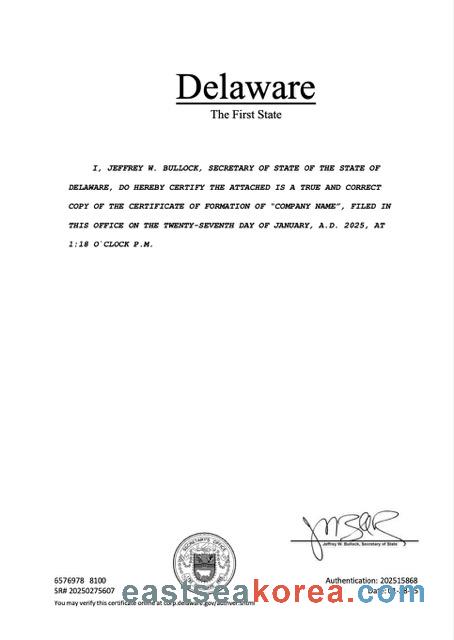 Delaware
The First State
I, JEFFREY W. BULLOCK, SECRETARY OF STATE OF THE STATE OF
DELAWARE, DO HEREBY CERTIFY THE ATTACHED IS A TRUE AND CORRECT
COPY OF THE CERTIFICATE OF FORMATION OF "COMPANY NAME", FILED IN
THIS OFFICE ON THE TWENTY-SEVENTH DAY OF JANUARY, A.D. 2025, AT
1:18 O`CLOCK P.M.
Jeffrey W. Bullock, Secretary of State
SECRETARY'S OFFICE
6576978 8100
Authentication: 202515868
SR# 20250275607
Date:
eastseakorea.com
You may verify this certificate online at corp.delaware.gov/authver.shtml